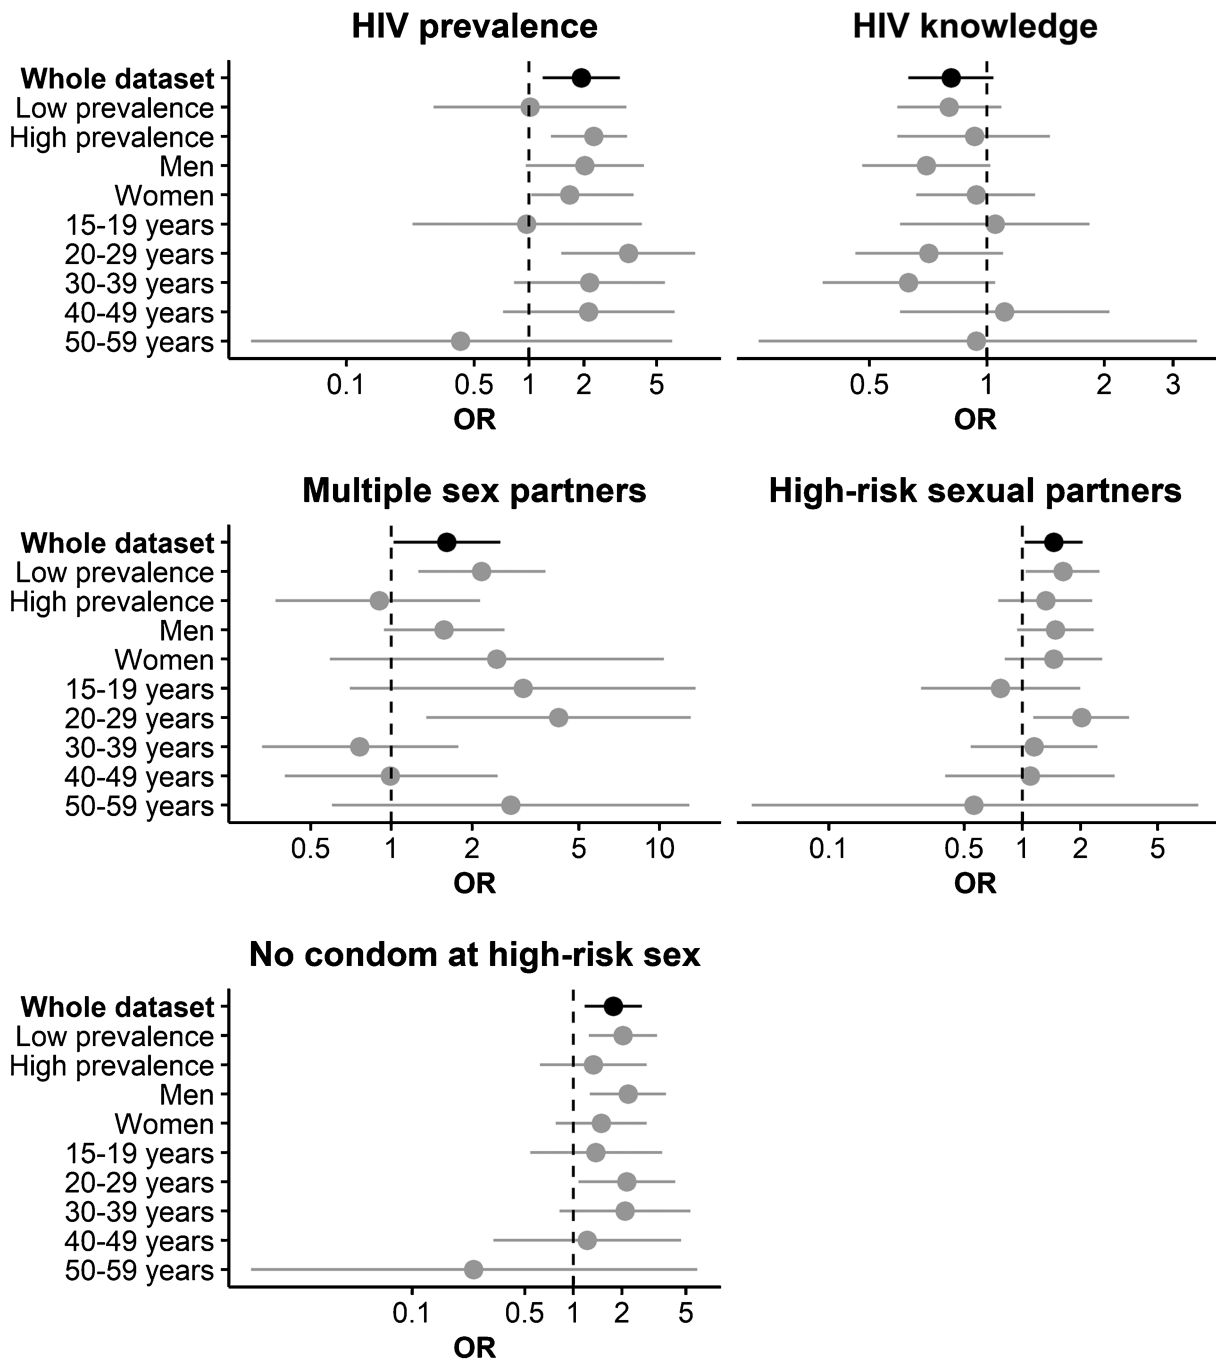 HIV prevalence
Whole dataset
Low prevalence
High prevalence
Men
Women
15-19 years
20-29 years
30-39 years
40-49 years
50-59 years
0.1 0.5 1 2 5
OR
HIV knowledge
0.5 1 2 3
OR
Multiple sex partners
Whole dataset
Low prevalence
High prevalence
Men
Women
15-19 years
20-29 years
30-39 years
40-49 years
50-59 years
0.5 1 2 5 10
OR
High-risk sexual partners
0.1 0.5 1 2 5
OR
No condom at high-risk sex
Whole dataset
Low prevalence
High prevalence
Men
Women
15-19 years
20-29 years
30-39 years
40-49 years
50-59 years
0.1 0.5 1 2 5
OR